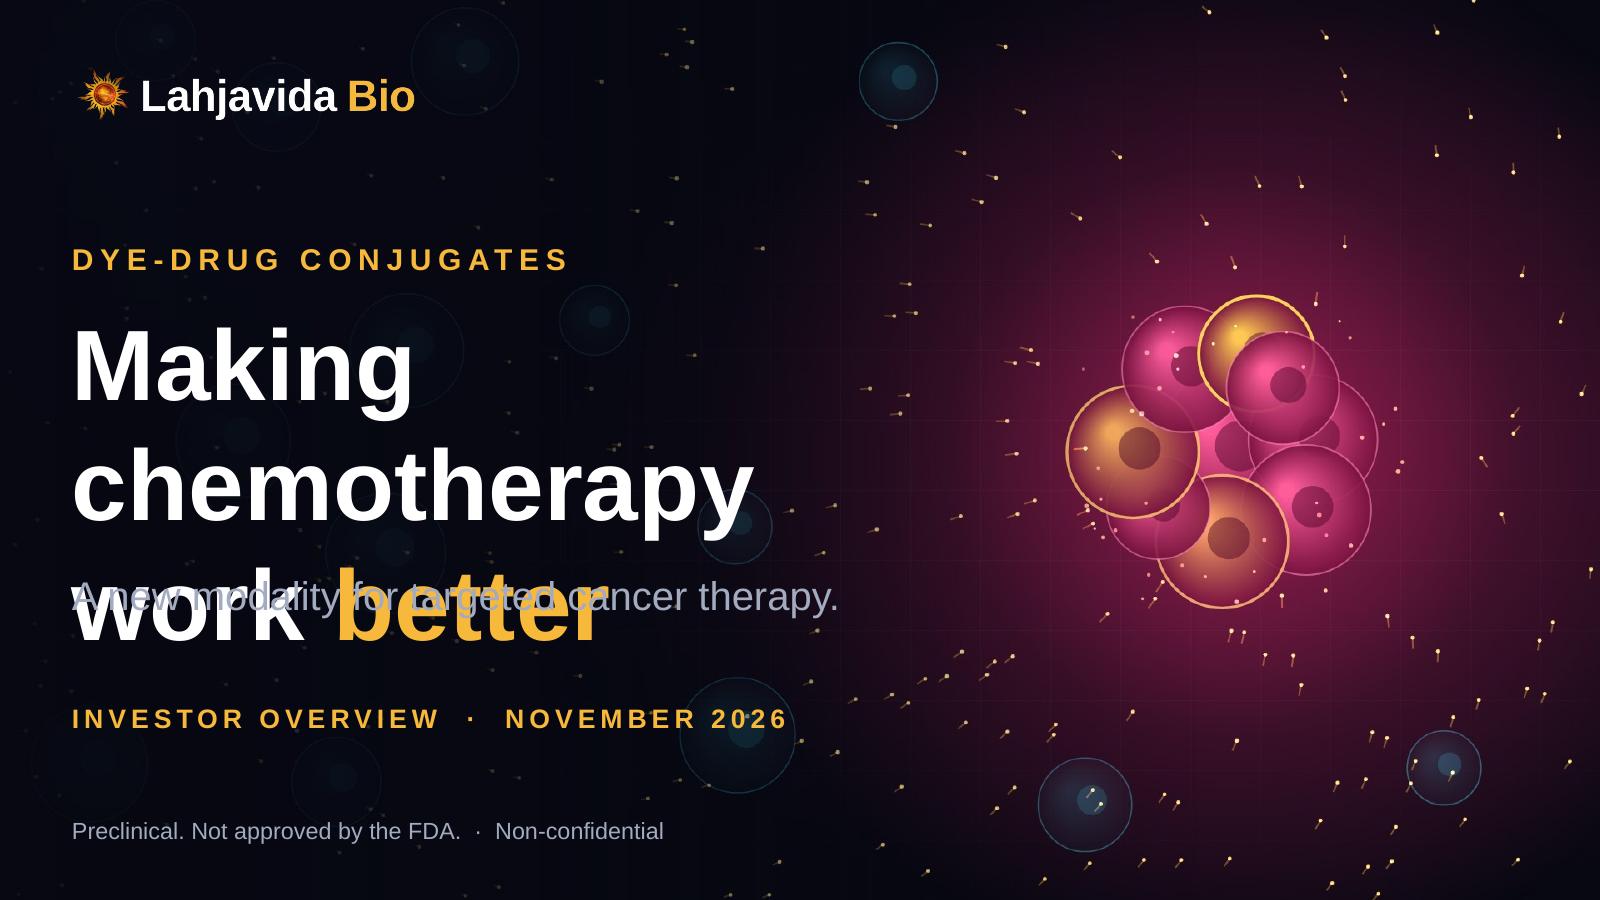 Lahjavida Bio
DYE-DRUG CONJUGATES
Making
chemotherapy
work better
A new modality for targeted cancer therapy.
INVESTOR OVERVIEW · NOVEMBER 2026
Preclinical. Not approved by the FDA. · Non-confidential